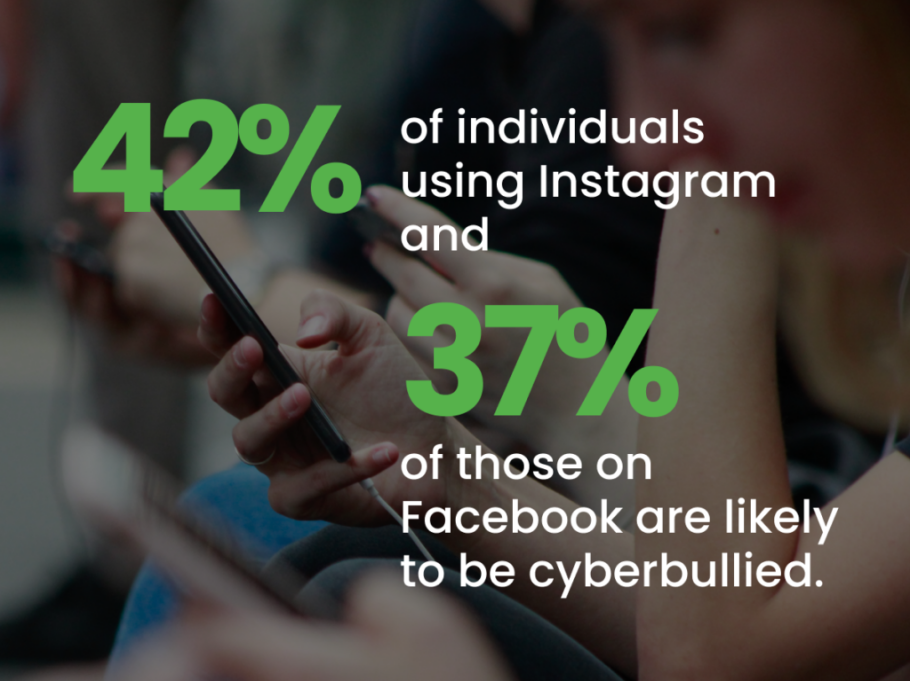 42%
of individuals
using Instagram
and
37%
of those on
Facebook are likely
to be cyberbullied.